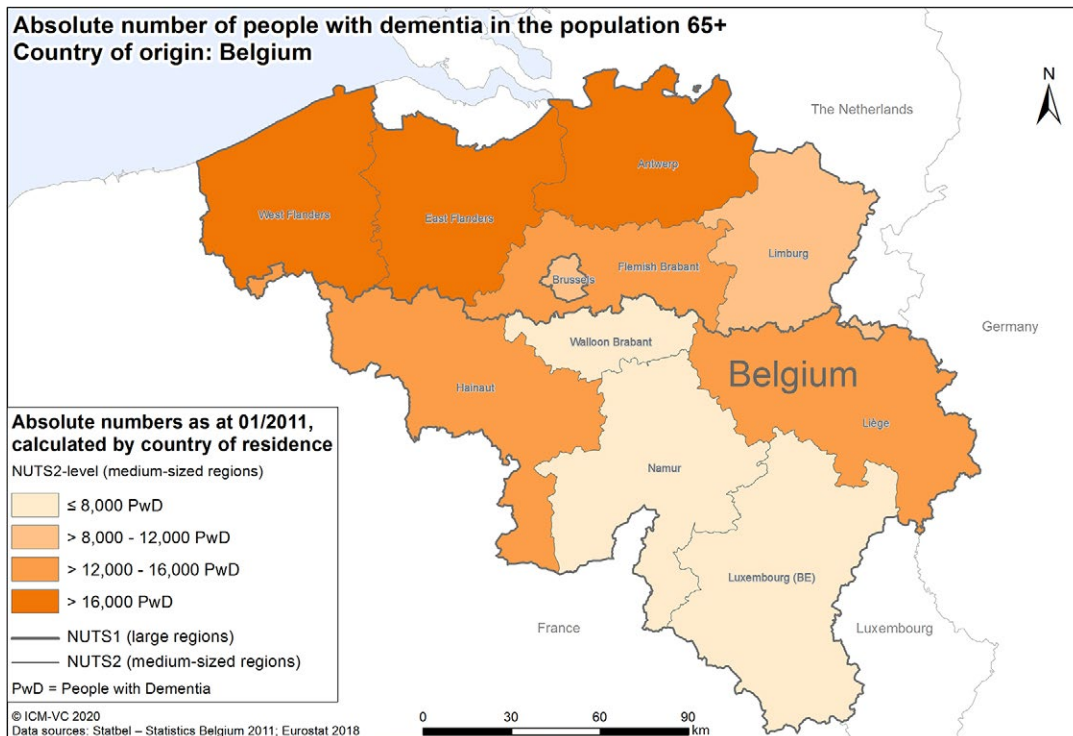 Absolute number of people with dementia in the population 65+
Country of origin: Belgium
N
The Netherlands
Antwerp
West Flanders
East Flanders
Limburg
Flemish Brabant
Brussels
Germany
Walloon Brabant
Belgium
Hainaut
Liège
Namur
Luxembourg (BE)
France
Luxembourg
Absolute numbers as at 01/2011,
calculated by country of residence
NUTS2-level (medium-sized regions)
≤ 8,000 PwD
> 8,000 - 12,000 PwD
> 12,000 - 16,000 PwD
> 16,000 PwD
NUTS1 (large regions)
NUTS2 (medium-sized regions)
PwD = People with Dementia
© ICM-VC 2020
Data sources: Statbel – Statistics Belgium 2011; Eurostat 2018
0 30 60 90
km